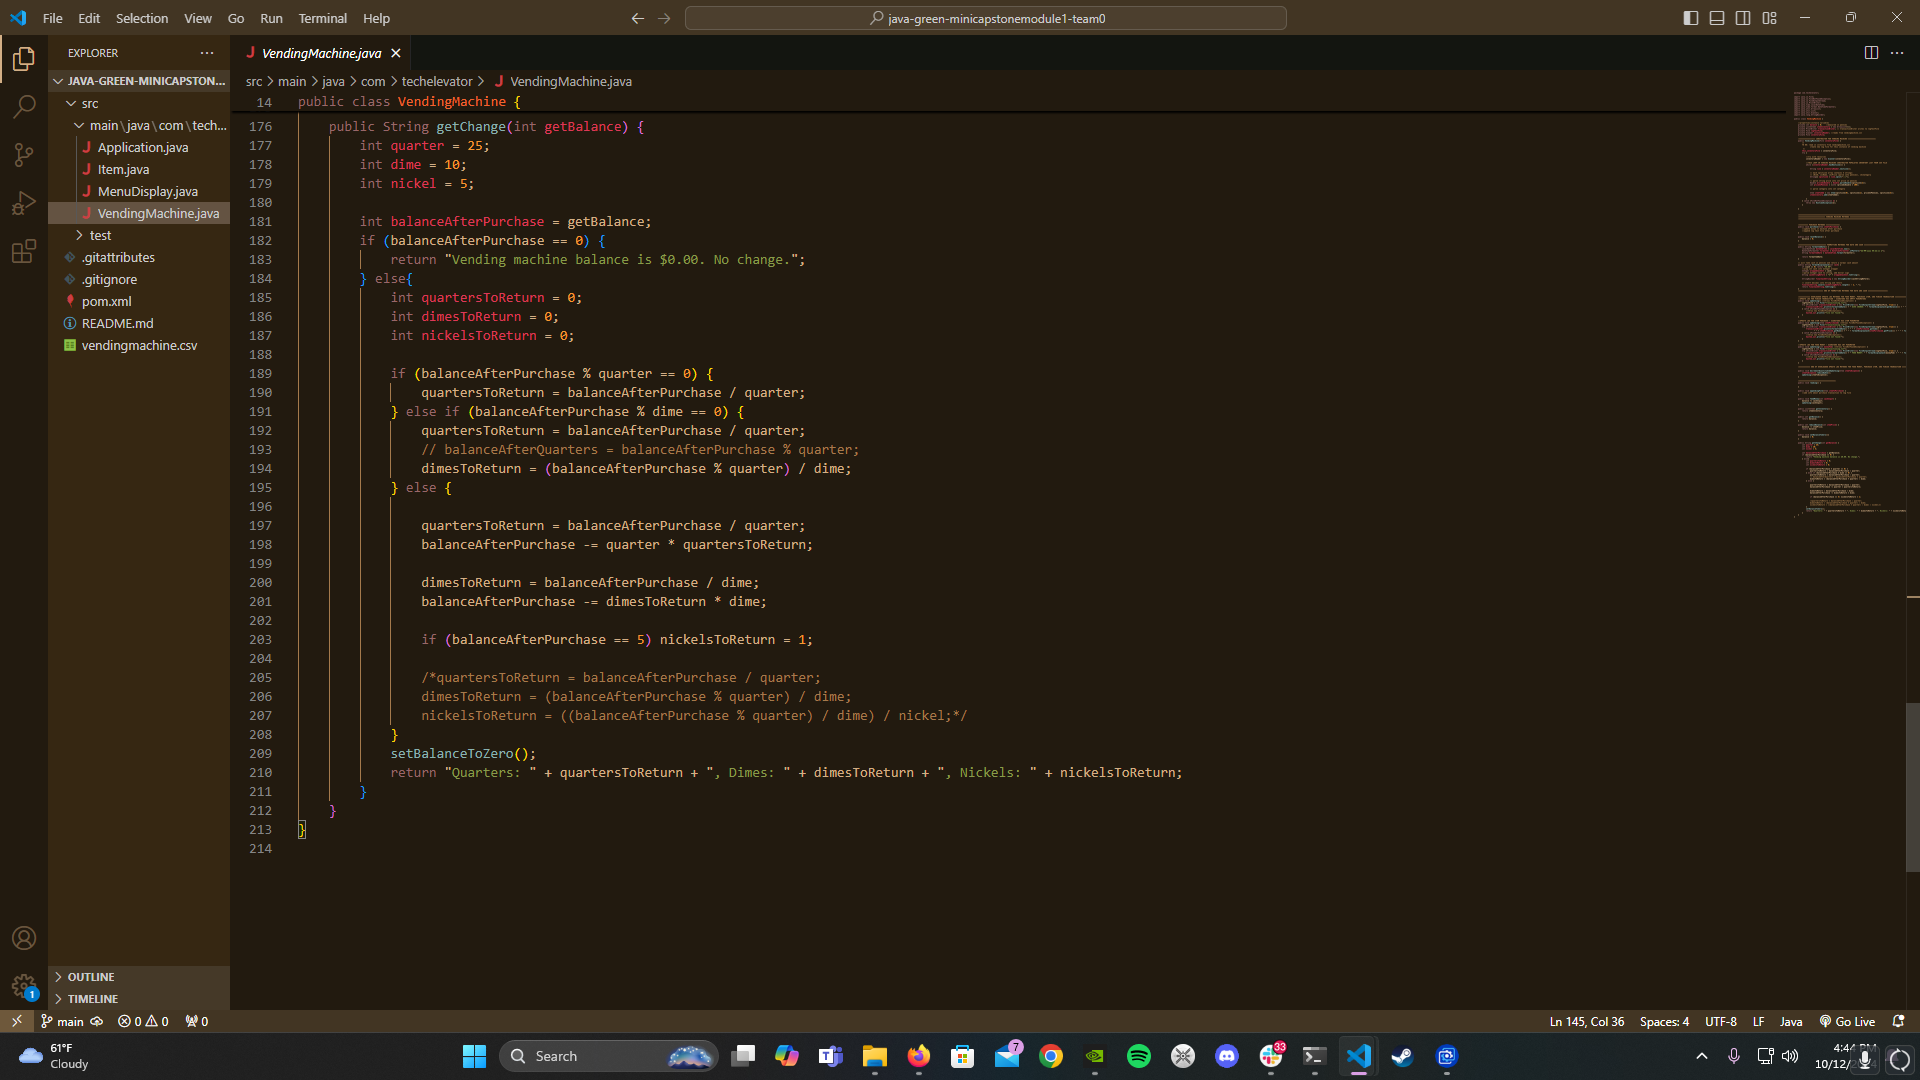 File Edit Selection View Go Run Terminal Help
java-green-minicapstonemodule1-team0
EXPLORER
JAVA-GREEN-MINICAPSTON...
src
main\java\com\tech...
Application.java
Item.java
MenuDisplay.java
VendingMachine.java
test
.gitattributes
.gitignore
pom.xml
README.md
vendingmachine.csv
OUTLINE
TIMELINE
VendingMachine.java
src > main > java > com > techelevator > VendingMachine.java
14 public class VendingMachine {
176 public String getChange(int getBalance) {
177 int quarter = 25;
178 int dime = 10;
179 int nickel = 5;
180
181 int balanceAfterPurchase = getBalance;
182 if (balanceAfterPurchase == 0) {
183 return "Vending machine balance is $0.00. No change.";
184 } else{
185 int quartersToReturn = 0;
186 int dimesToReturn = 0;
187 int nickelsToReturn = 0;
188
189 if (balanceAfterPurchase % quarter == 0) {
190 quartersToReturn = balanceAfterPurchase / quarter;
191 } else if (balanceAfterPurchase % dime == 0) {
192 quartersToReturn = balanceAfterPurchase / quarter;
193 // balanceAfterQuarters = balanceAfterPurchase % quarter;
194 dimesToReturn = (balanceAfterPurchase % quarter) / dime;
195 } else {
196
197 quartersToReturn = balanceAfterPurchase / quarter;
198 balanceAfterPurchase -= quarter * quartersToReturn;
199
200 dimesToReturn = balanceAfterPurchase / dime;
201 balanceAfterPurchase -= dimesToReturn * dime;
202
203 if (balanceAfterPurchase == 5) nickelsToReturn = 1;
204
205 /*quartersToReturn = balanceAfterPurchase / quarter;
206 dimesToReturn = (balanceAfterPurchase % quarter) / dime;
207 nickelsToReturn = ((balanceAfterPurchase % quarter) / dime) / nickel;*/
208 }
209 setBalanceToZero();
210 return "Quarters: " + quartersToReturn + ", Dimes: " + dimesToReturn + ", Nickels: " + nickelsToReturn;
211 }
212 }
213 }
214
1
main 0 0 0
Ln 145, Col 36 Spaces: 4 UTF-8 LF Java Go Live
61°F
Cloudy
Search
7
33
4:44 PM
10/12/